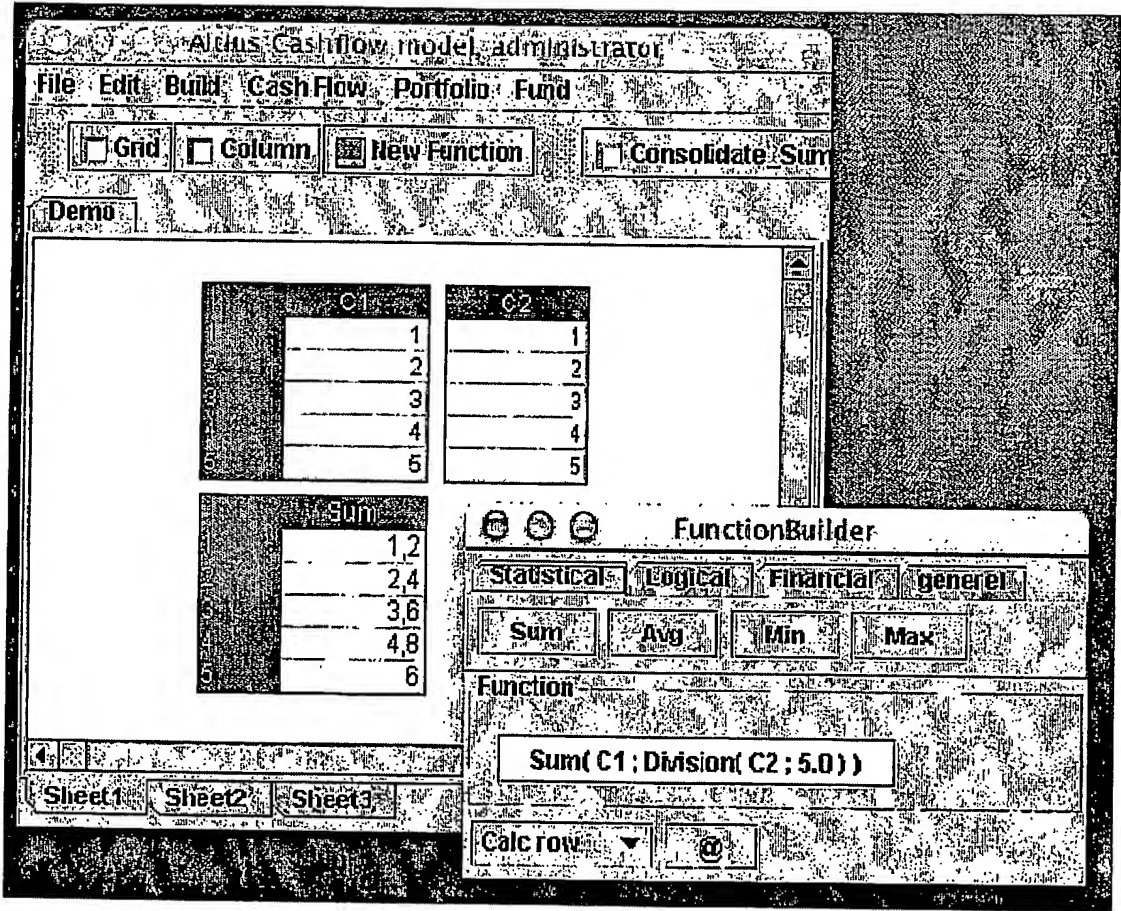 Altius Cashflow model administrator
File Edit Build Cash Flow Portfolio Fund
Grid Column New Function Consolidate Sum
Demo
C1 C2
1 1
2 2
3 3
4 4
5 5 5
Sum
1,2
2,4
3,6
4,8
5 6
FunctionBuilder
Statistical Logical Financial generel
Sum Avg Min Max
Function
Sum( C1 ; Division( C2 ; 5.0 ) )
Sheet1 Sheet2 Sheet3
Calc row @